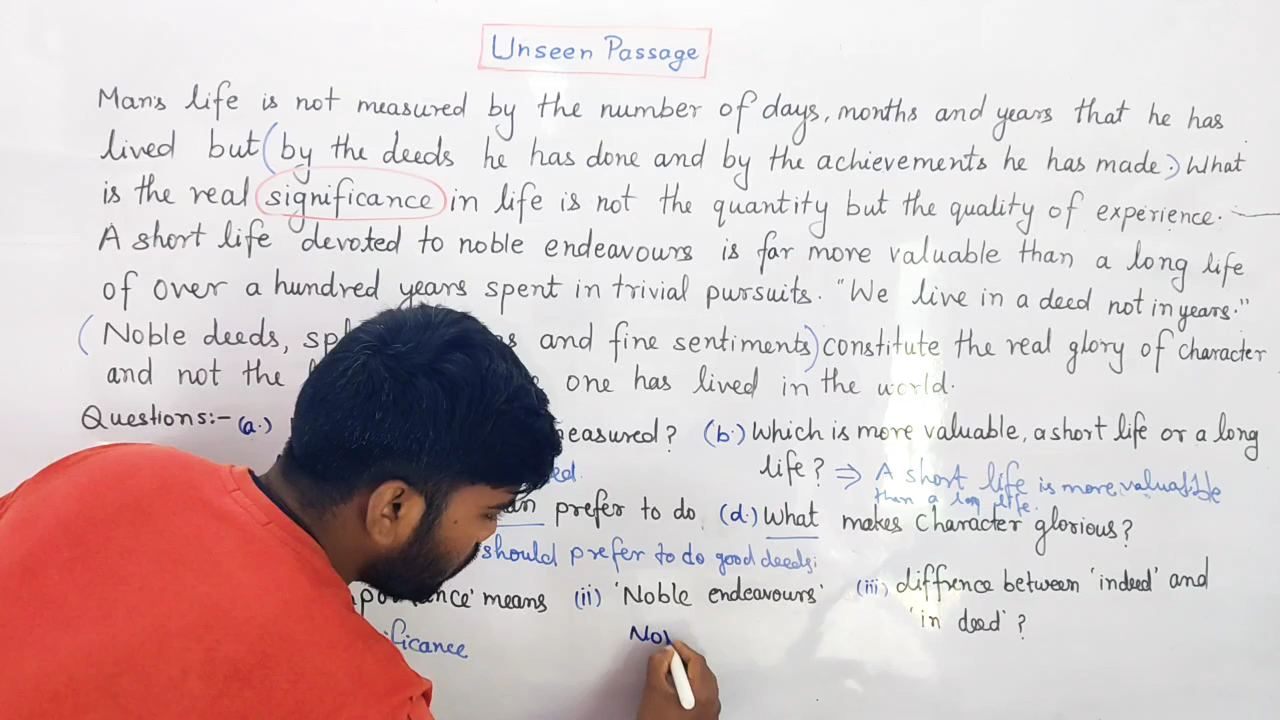 Unseen Passage
Man's life is not measured by the number of days, months and years that he has
lived but (by the deeds he has done and by the achievements he has made.) What
is the real significance in life is not the quantity but the quality of experience.
A short life devoted to noble endeavours is far more valuable than a long life
of over a hundred years spent in trivial pursuits. "We live in a deed not in years."
(Noble deeds, and fine sentiments) constitute the real glory of character
and not the one has lived in the world.
Questions:- (a.) measured? (b.) Which is more valuable, a short life or a long
life? ⇒ A short life is more valuable
than a long life.
prefer to do (d.) What makes character glorious?
should prefer to do good deeds.
means (ii) 'Noble endeavours' (iii) diffrence between 'indeed' and
'in deed'?
ficance